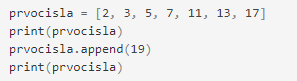 prvocisla = [2, 3, 5, 7, 11, 13, 17]
print(prvocisla)
prvocisla.append(19)
print(prvocisla)